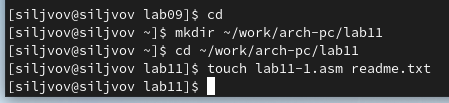 [siljvov@siljvov lab09]$ cd
[siljvov@siljvov ~]$ mkdir ~/work/arch-pc/lab11
[siljvov@siljvov ~]$ cd ~/work/arch-pc/lab11
[siljvov@siljvov lab11]$ touch lab11-1.asm readme.txt
[siljvov@siljvov lab11]$